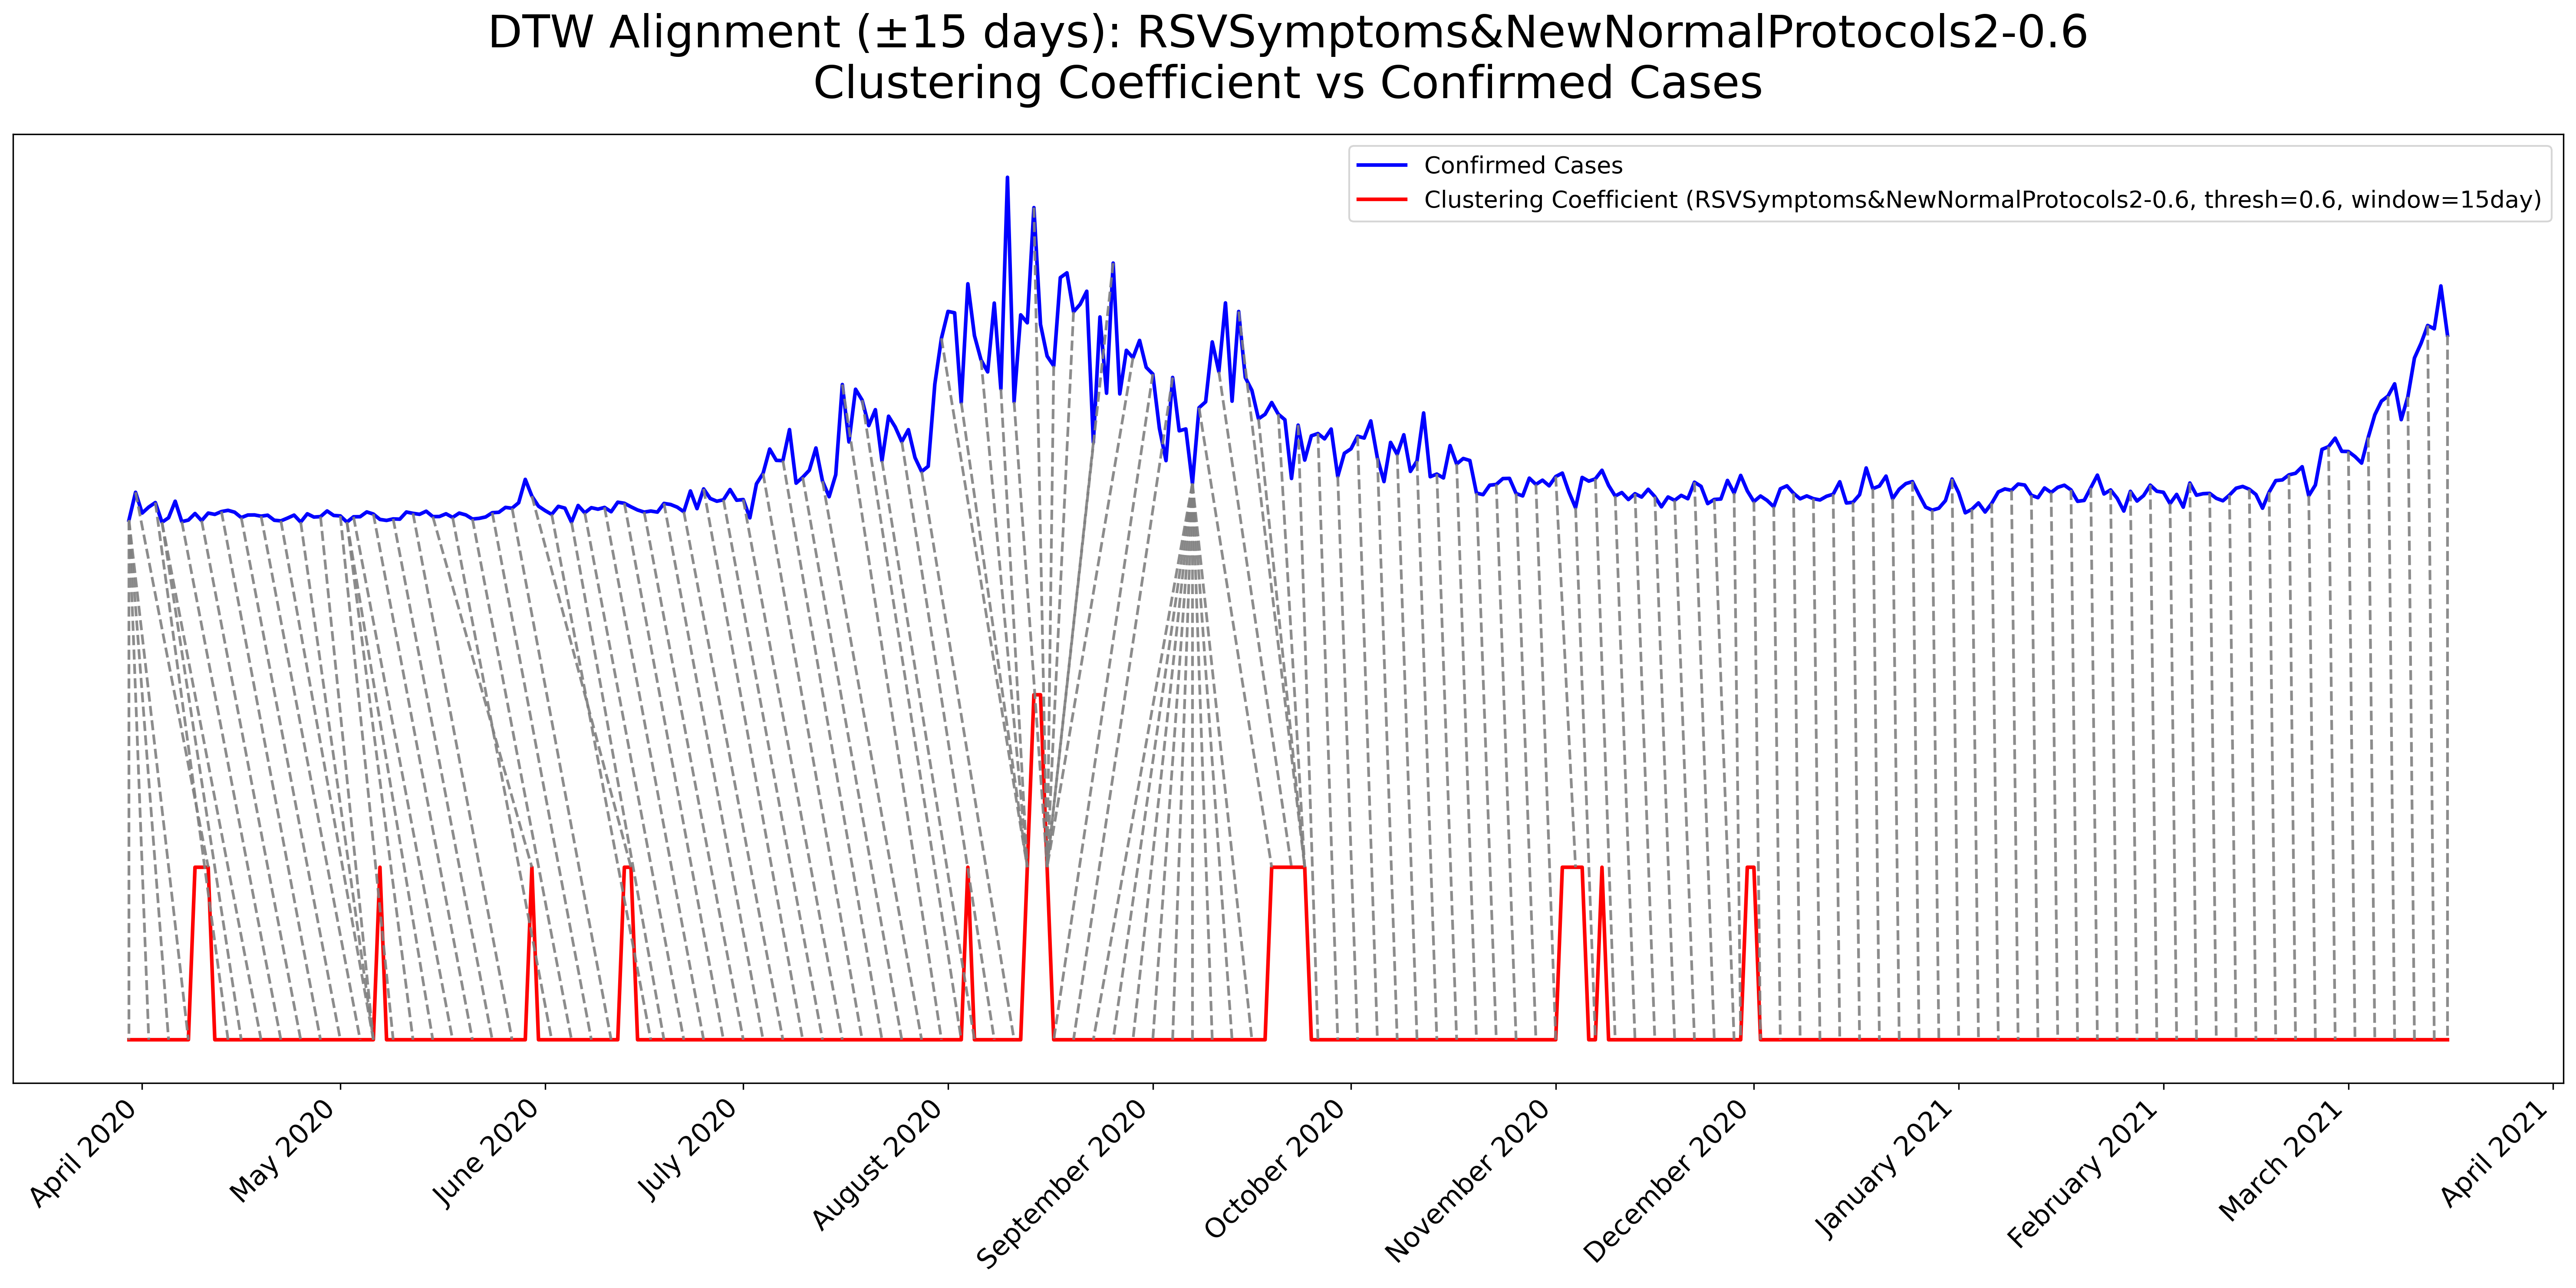 DTW Alignment (±15 days): RSVSymptoms&NewNormalProtocols2-0.6
Clustering Coefficient vs Confirmed Cases
Confirmed Cases
Clustering Coefficient (RSVSymptoms&NewNormalProtocols2-0.6, thresh=0.6, window=15day)
April 2020
May 2020
June 2020
July 2020
August 2020
September 2020
October 2020
November 2020
December 2020
January 2021
February 2021
March 2021
April 2021